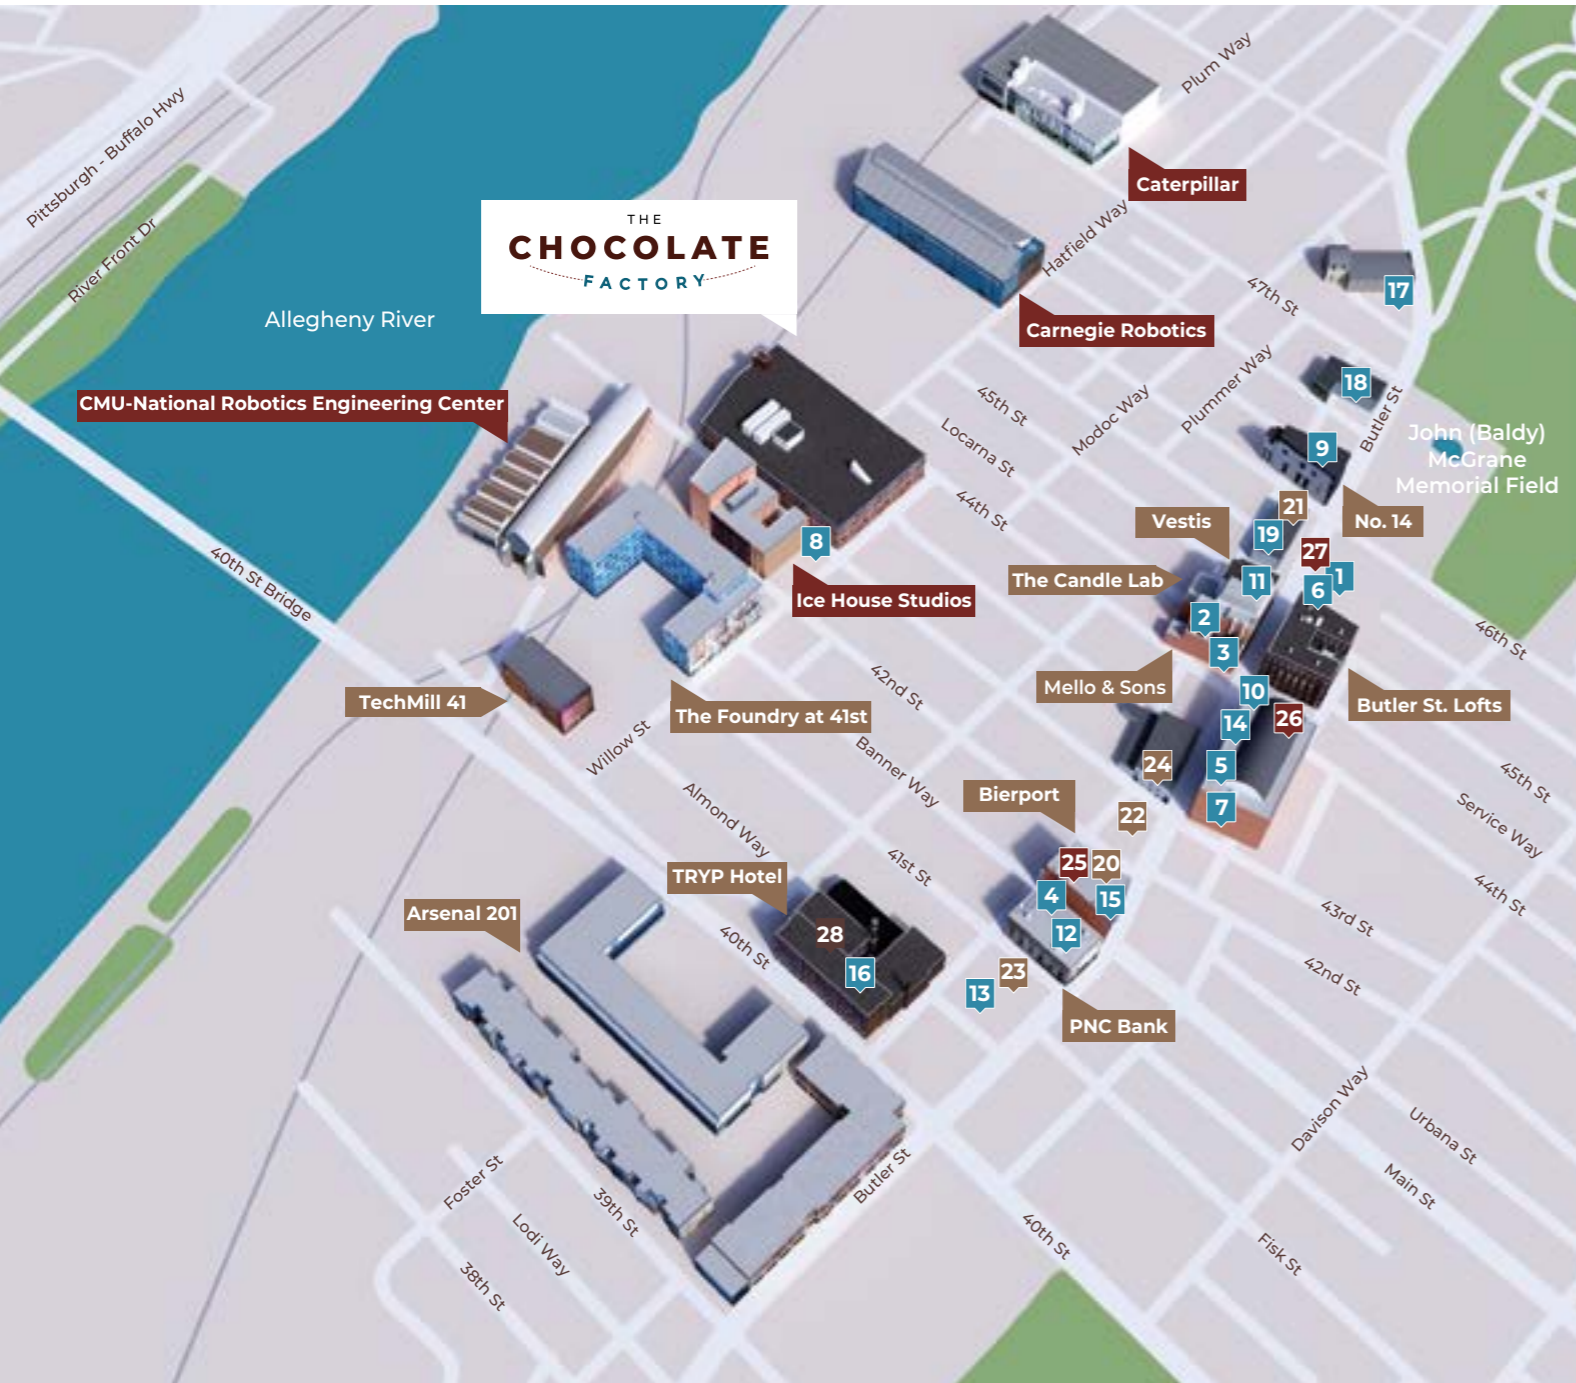 Plum Way
Pittsburgh - Buffalo Hwy
Caterpillar
THE
CHOCOLATE
FACTORY
Hatfield Way
River Front Dr
47th St
17
Allegheny River
Carnegie Robotics
Plummer Way
18
45th St
Modoc Way
Butler St
CMU-National Robotics Engineering Center
Locarna St
9
John (Baldy)
McGrane
Memorial Field
44th St
21
Vestis
No. 14
19
8
27
40th St Bridge
The Candle Lab
11
1
6
Ice House Studios
2
46th St
3
42nd St
Mello & Sons
10
TechMill 41
Butler St. Lofts
The Foundry at 41st
14
26
Willow St
Banner Way
24
5
45th St
Bierport
7
Almond Way
22
Service Way
41st St
25
20
TRYP Hotel
4
15
44th St
Arsenal 201
43rd St
28
12
40th St
16
23
42nd St
13
PNC Bank
Davison Way
Urbana St
Butler St
Foster St
Main St
39th St
Lodi Way
40th St
Fisk St
38th St